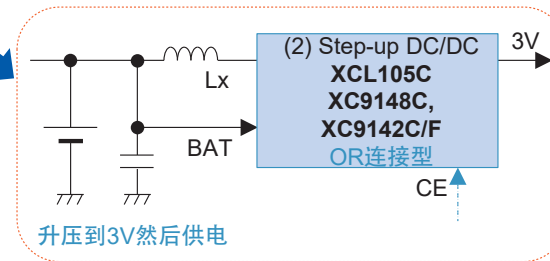 (2) Step-up DC/DC
3V
XCL105C
Lx
XC9148C,
XC9142C/F
BAT
OR连接型
CE
升压到3V然后供电